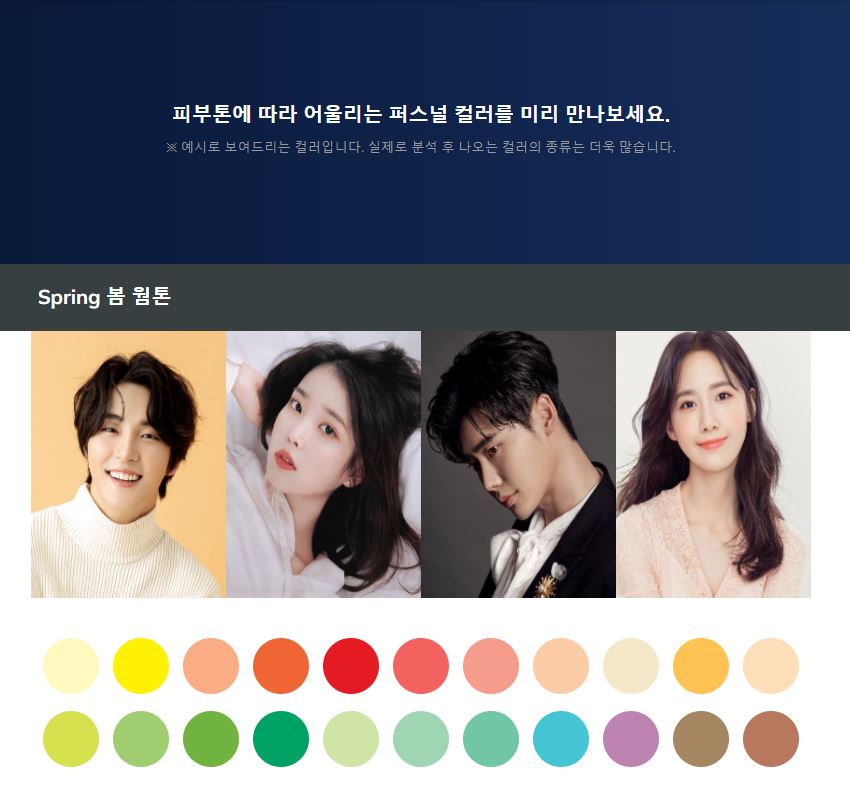 피부톤에 따라 어울리는 퍼스널 컬러를 미리 만나보세요.
※ 예시로 보여드리는 컬러입니다. 실제로 분석 후 나오는 컬러의 종류는 더욱 많습니다.
Spring 봄 웜톤